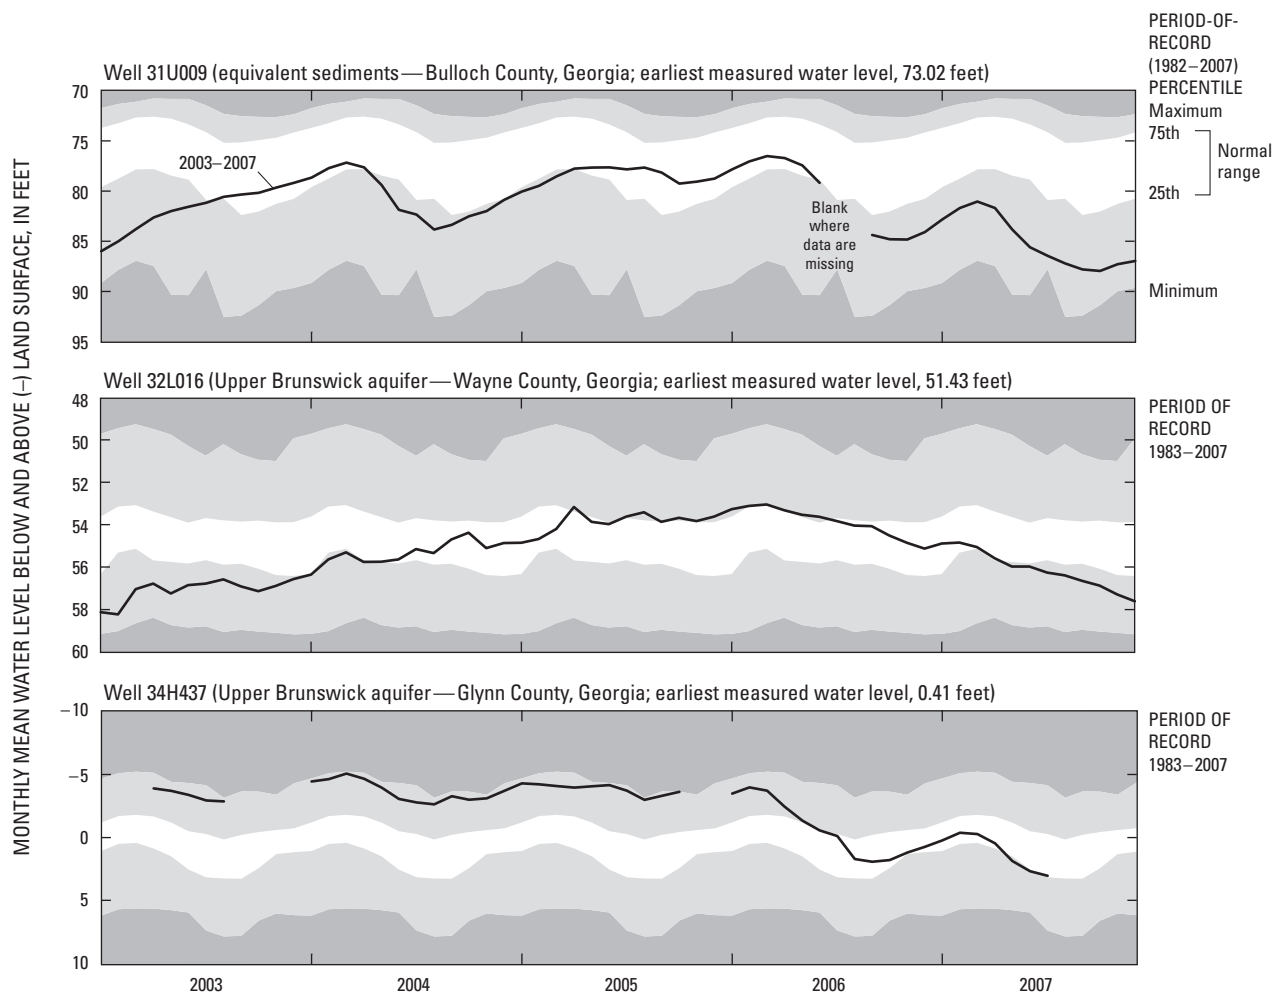 MONTHLY MEAN WATER LEVEL BELOW AND ABOVE (–) LAND SURFACE, IN FEET
Well 31U009 (equivalent sediments—Bulloch County, Georgia; earliest measured water level, 73.02 feet)
70
75
80
85
90
95
2003–2007
Blank
where
data are
missing
PERIOD-OF-
RECORD
(1982–2007)
PERCENTILE
Maximum
75th
Normal
range
25th
Minimum
Well 32L016 (Upper Brunswick aquifer—Wayne County, Georgia; earliest measured water level, 51.43 feet)
48
50
52
54
56
58
60
PERIOD OF
RECORD
1983–2007
Well 34H437 (Upper Brunswick aquifer—Glynn County, Georgia; earliest measured water level, 0.41 feet)
–10
–5
0
5
10
PERIOD OF
RECORD
1983–2007
2003 2004 2005 2006 2007